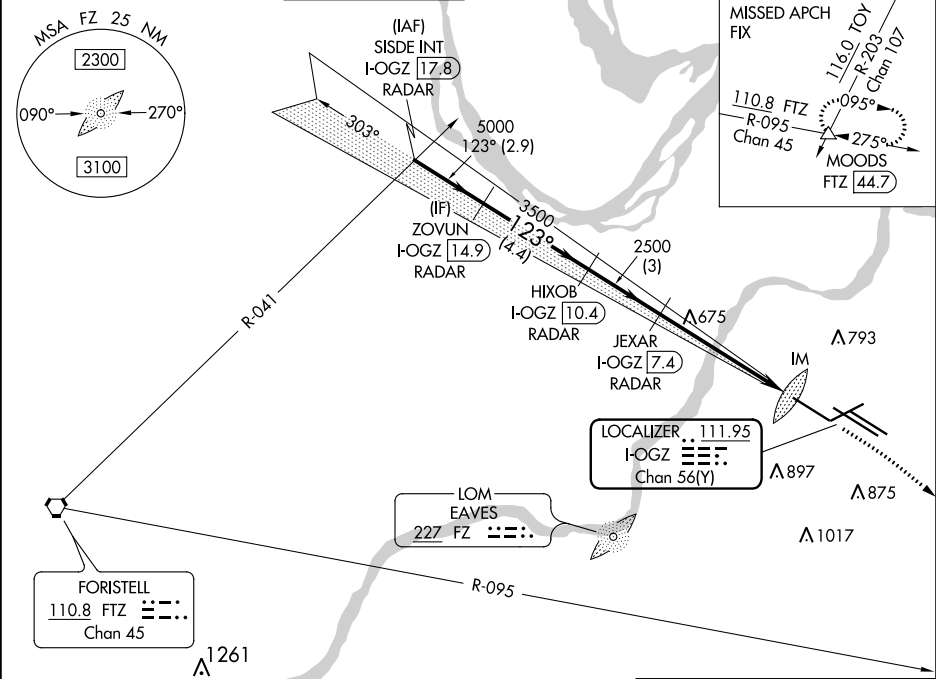 MSA FZ 25 NM
2300
090°
270°
3100
(IAF)
SISDE INT
I-OGZ 17.8
RADAR
303°
5000
123° (2.9)
(IF)
ZOVUN
I-OGZ 14.9
RADAR
3500
123°
(4.4)
2500
(3)
HIXOB
I-OGZ 10.4
RADAR
JEXAR
I-OGZ 7.4
RADAR
675
793
IM
LOCALIZER 111.95
I-OGZ
Chan 56(Y)
897
875
1017
R-041
LOM
EAVES
227 FZ
R-095
FORISTELL
110.8 FTZ
Chan 45
1261
MISSED APCH
FIX
116.0 TOY
R-203
Chan 107
110.8 FTZ
R-095
Chan 45
095°
275°
MOODS
FTZ 44.7